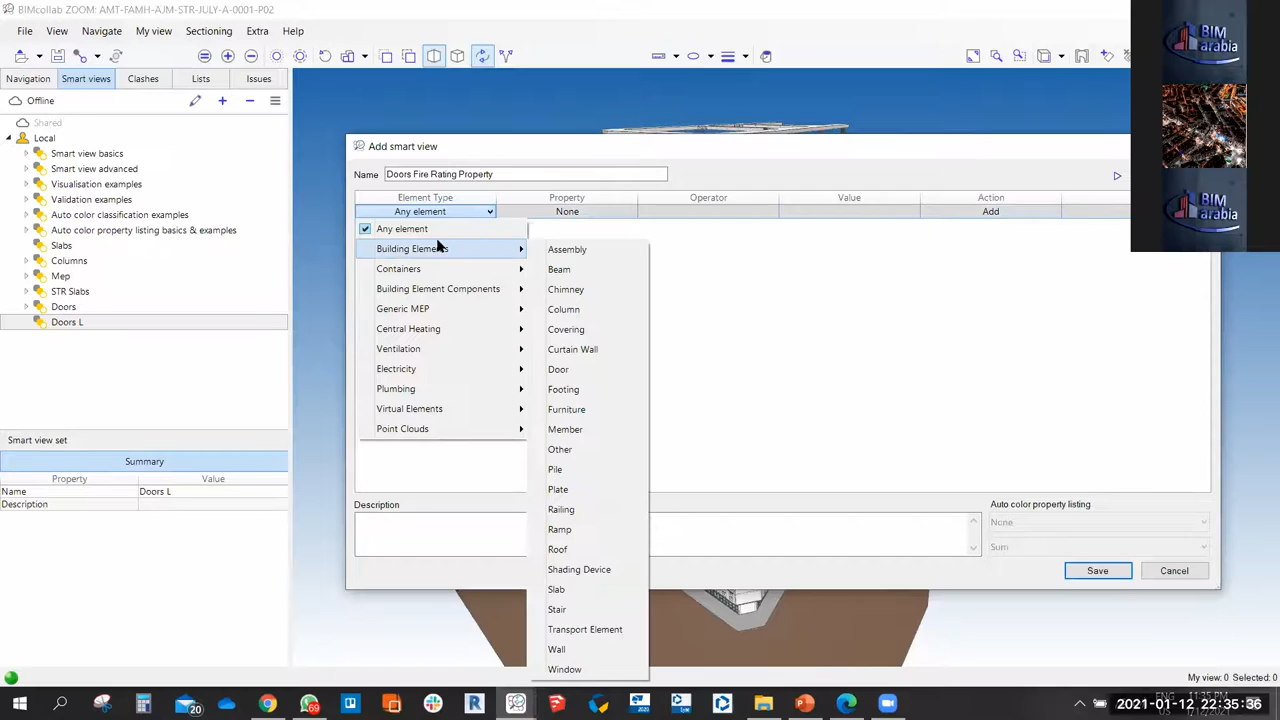 BIMcollab ZOOM: AMT-FAMH-AJM-STR-JULY-A-0001-P02
File View Navigate My view Sectioning Extra Help
Navigation Smart views Clashes Lists Issues
Offline
Shared
Local
Smart view basics
Smart view advanced
Visualisation examples
Validation examples
Auto color classification examples
Auto color property listing basics & examples
Slabs
Columns
Mep
STR Slabs
Doors
Doors L
Smart view set
Summary
Property Value
Name Doors L
Description
Add smart view
Name Doors Fire Rating Property
Element Type Property Operator Value Action
Any element None Add
Any element
Building Elements
Containers
Building Element Components
Generic MEP
Central Heating
Ventilation
Electricity
Plumbing
Virtual Elements
Point Clouds
Assembly
Beam
Chimney
Column
Covering
Curtain Wall
Door
Footing
Furniture
Member
Other
Pile
Plate
Railing
Ramp
Roof
Shading Device
Slab
Stair
Transport Element
Wall
Window
Description
Auto color property listing
None
Sum
Save Cancel
BIM
arabia
BIM
arabia
My view: 0 Selected: 0
20
69
ENG
11:35 PM
2021-01-12 22:35:36